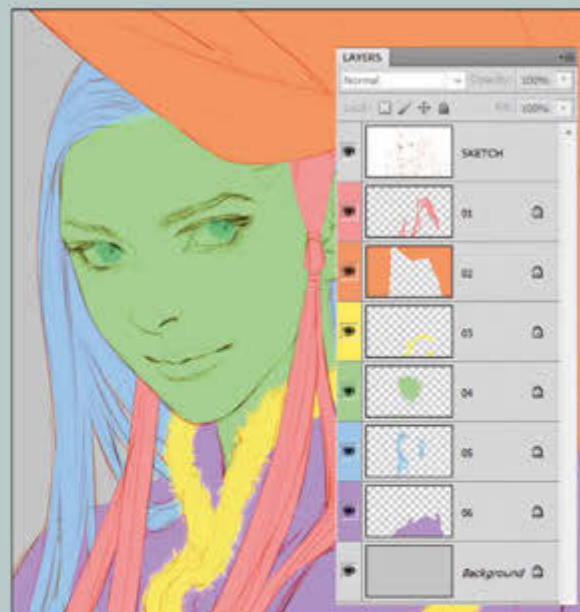 LAYERS
Normal
Opacity: 100%
Lock:
Fill: 100%
SKETCH
01
02
03
04
05
06
Background